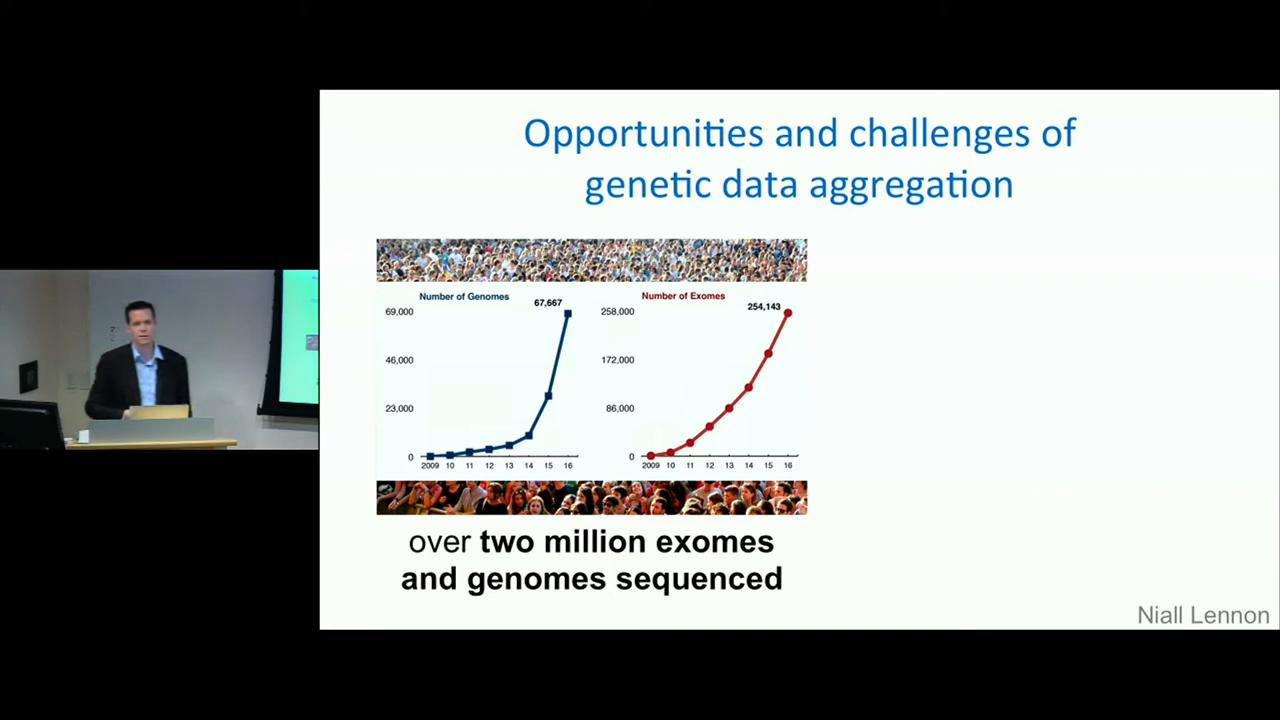 Opportunities and challenges of
genetic data aggregation
Number of Genomes
67,667
69,000
46,000
23,000
0
2009 10 11 12 13 14 15 16
Number of Exomes
254,143
258,000
172,000
86,000
0
2009 10 11 12 13 14 15 16
over two million exomes
and genomes sequenced
Niall Lennon